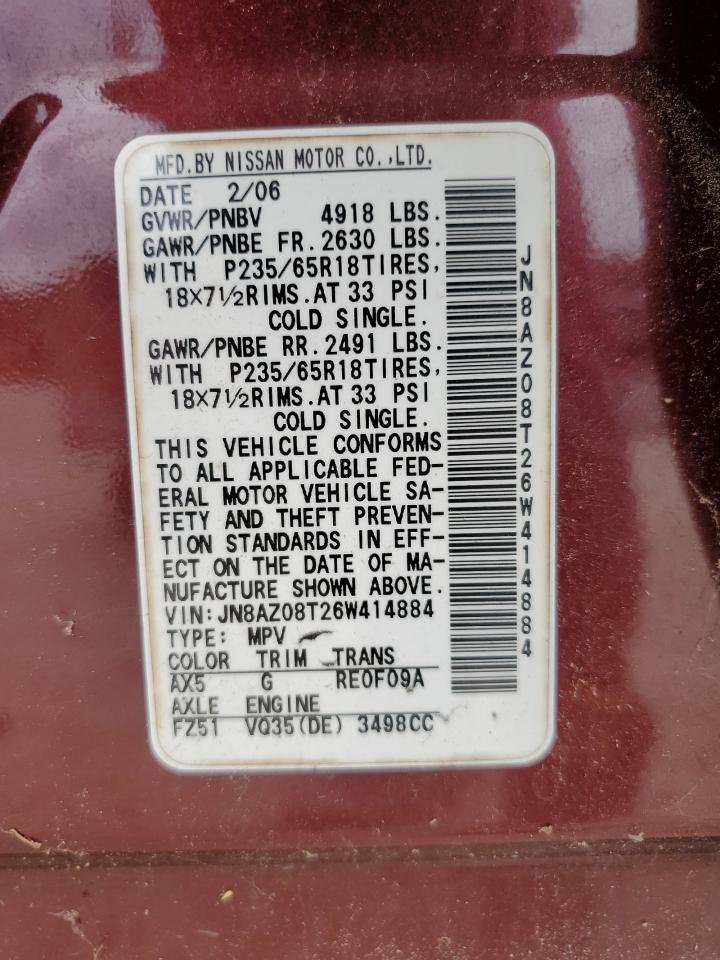 MFD.BY NISSAN MOTOR CO.,LTD.
DATE 2/06
GVWR/PNBV 4918 LBS.
GAWR/PNBE FR.2630 LBS.
WITH P235/65R18TIRES,
18×7½RIMS.AT 33 PSI
COLD SINGLE.
GAWR/PNBE RR.2491 LBS.
WITH P235/65R18TIRES,
18×7½RIMS.AT 33 PSI
COLD SINGLE.
THIS VEHICLE CONFORMS
TO ALL APPLICABLE FED-
ERAL MOTOR VEHICLE SA-
FETY AND THEFT PREVEN-
TION STANDARDS IN EFF-
ECT ON THE DATE OF MA-
NUFACTURE SHOWN ABOVE.
VIN:JN8AZ08T26W414884
TYPE: MPV
COLOR TRIM TRANS
AX5 G RE0F09A
AXLE ENGINE
FZ51 VQ35(DE) 3498CC
JN8AZ08T26W414884